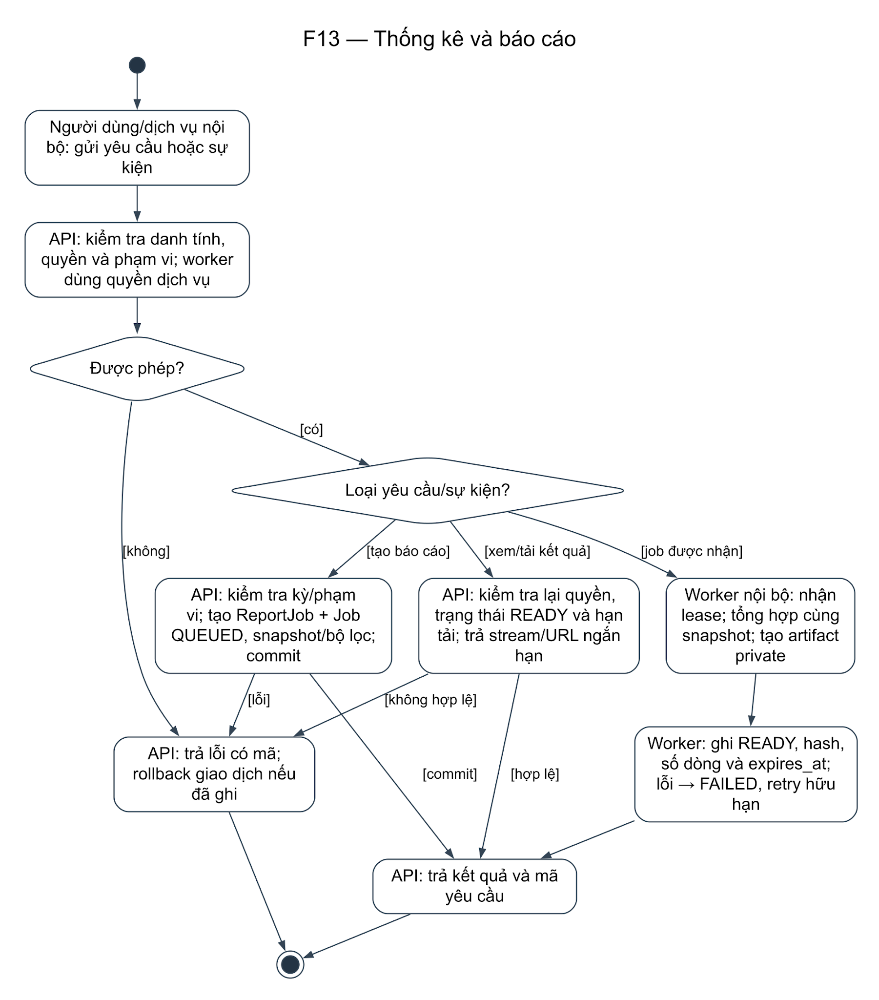 F13 — Thống kê và báo cáo
Người dùng/dịch vụ nội
bộ: gửi yêu cầu hoặc sự
kiện
API: kiểm tra danh tính,
quyền và phạm vi; worker
dùng quyền dịch vụ
Được phép?
[có]
Loại yêu cầu/sự kiện?
[không]
[tạo báo cáo]
[xem/tải kết quả]
[job được nhận]
API: kiểm tra kỳ/phạm
vi; tạo ReportJob + Job
QUEUED, snapshot/bộ lọc;
commit
API: kiểm tra lại quyền,
trạng thái READY và hạn
tải; trả stream/URL ngắn
hạn
Worker nội bộ: nhận
lease; tổng hợp cùng
snapshot; tạo artifact
private
[lỗi]
[không hợp lệ]
API: trả lỗi có mã;
rollback giao dịch nếu
đã ghi
[commit]
[hợp lệ]
Worker: ghi READY, hash,
số dòng và expires_at;
lỗi → FAILED, retry hữu
hạn
API: trả kết quả và mã
yêu cầu